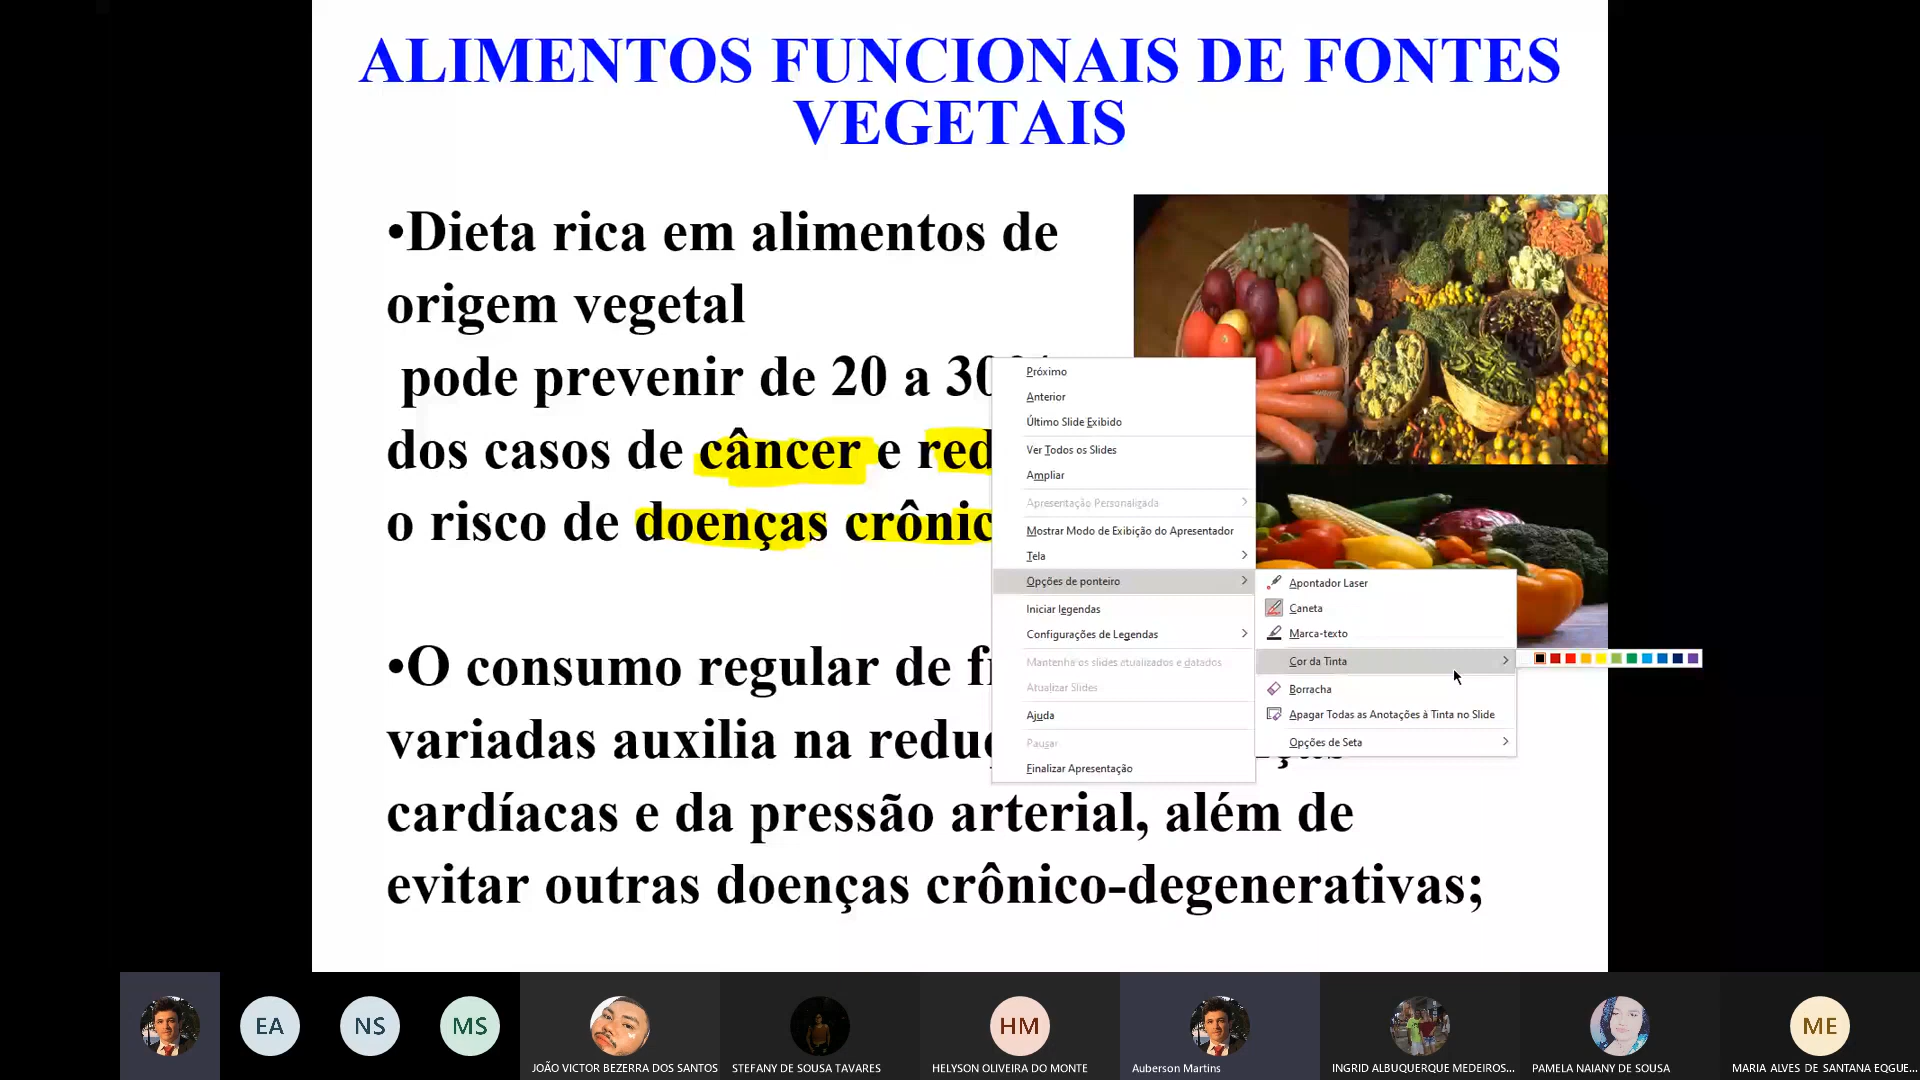 ALIMENTOS FUNCIONAIS DE FONTES
VEGETAIS
•Dieta rica em alimentos de
origem vegetal
pode prevenir de 20 a 30%
dos casos de câncer e red
o risco de doenças crônic
•O consumo regular de f
variadas auxilia na redu
cardíacas e da pressão arterial, além de
evitar outras doenças crônico-degenerativas;
Próximo
Anterior
Último Slide Exibido
Ver Todos os Slides
Ampliar
Apresentação Personalizada
Mostrar Modo de Exibição do Apresentador
Tela
Opções de ponteiro
Iniciar legendas
Configurações de Legendas
Mantenha os slides atualizados e datados
Atualizar Slides
Ajuda
Pausar
Finalizar Apresentação
Apontador Laser
Caneta
Marca-texto
Cor da Tinta
Borracha
Apagar Todas as Anotações à Tinta no Slide
Opções de Seta
EA
NS
MS
HM
ME
JOÃO VICTOR BEZERRA DOS SANTOS
STEFANY DE SOUSA TAVARES
HELYSON OLIVEIRA DO MONTE
Auberson Martins
INGRID ALBUQUERQUE MEDEIROS...
PAMELA NAIANY DE SOUSA
MARIA ALVES DE SANTANA EQGUE...